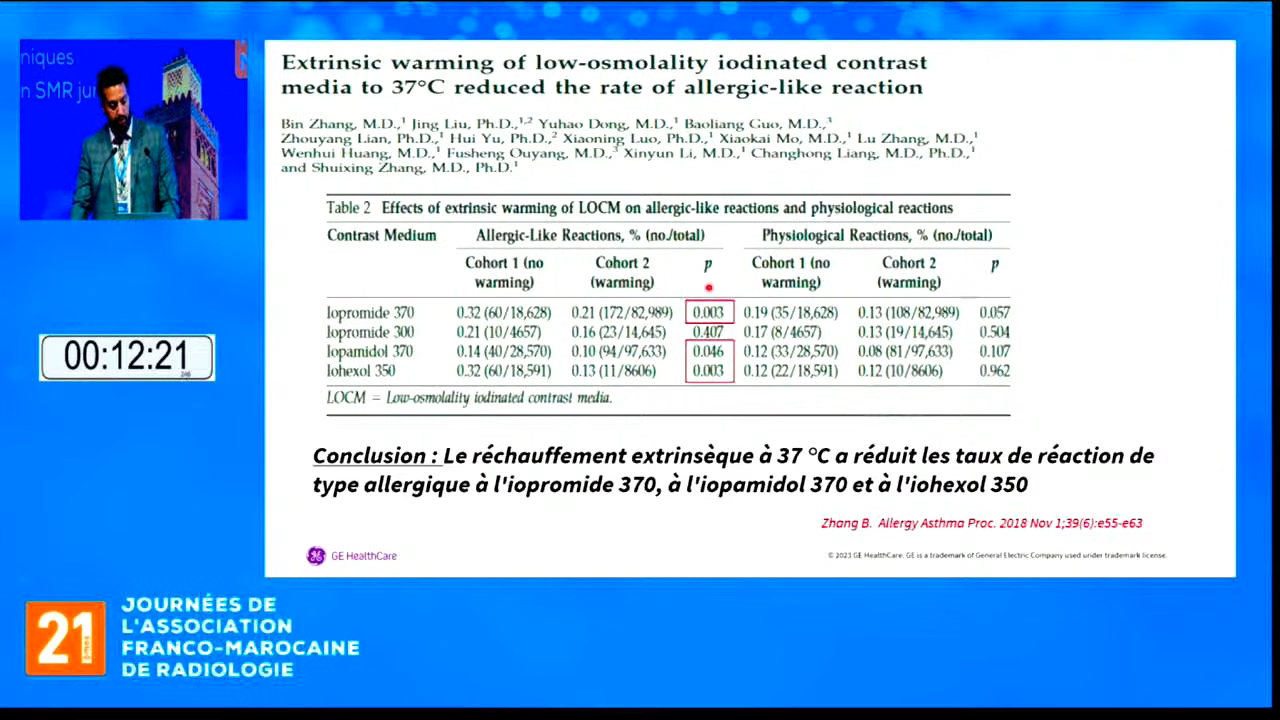 niques
n SMR ju
Extrinsic warming of low-osmolality iodinated contrast
media to 37°C reduced the rate of allergic-like reaction
Bin Zhang, M.D.,¹ Jing Liu, Ph.D.,¹,² Yuhao Dong, M.D.,¹ Baoliang Guo, M.D.,³
Zhouyang Lian, Ph.D.,¹ Hui Yu, Ph.D.,² Xiaoning Luo, Ph.D.,¹ Xiaokai Mo, M.D.,¹ Lu Zhang, M.D.,¹
Wenhui Huang, M.D.,¹ Fusheng Ouyang, M.D.,³ Xinyun Li, M.D.,¹ Changhong Liang, M.D., Ph.D.,¹
and Shuixing Zhang, M.D., Ph.D.¹
Table 2 Effects of extrinsic warming of LOCM on allergic-like reactions and physiological reactions
Contrast Medium Allergic-Like Reactions, % (no./total) Physiological Reactions, % (no./total)
Cohort 1 (no Cohort 2 p Cohort 1 (no Cohort 2 p
warming) (warming) warming) (warming)
Iopromide 370 0.32 (60/18,628) 0.21 (172/82,989) 0.003 0.19 (35/18,628) 0.13 (108/82,989) 0.057
Iopromide 300 0.21 (10/4657) 0.16 (23/14,645) 0.407 0.17 (8/4657) 0.13 (19/14,645) 0.504
Iopamidol 370 0.14 (40/28,570) 0.10 (94/97,633) 0.046 0.12 (33/28,570) 0.08 (81/97,633) 0.107
Iohexol 350 0.32 (60/18,591) 0.13 (11/8606) 0.003 0.12 (22/18,591) 0.12 (10/8606) 0.962
LOCM = Low-osmolality iodinated contrast media.
00:12:21
Conclusion : Le réchauffement extrinsèque à 37 °C a réduit les taux de réaction de
type allergique à l'iopromide 370, à l'iopamidol 370 et à l'iohexol 350
Zhang B. Allergy Asthma Proc. 2018 Nov 1;39(6):e55-e63
GE HealthCare
© 2023 GE HealthCare. GE is a trademark of General Electric Company used under trademark license.
21
èmes
JOURNÉES DE
L'ASSOCIATION
FRANCO-MAROCAINE
DE RADIOLOGIE